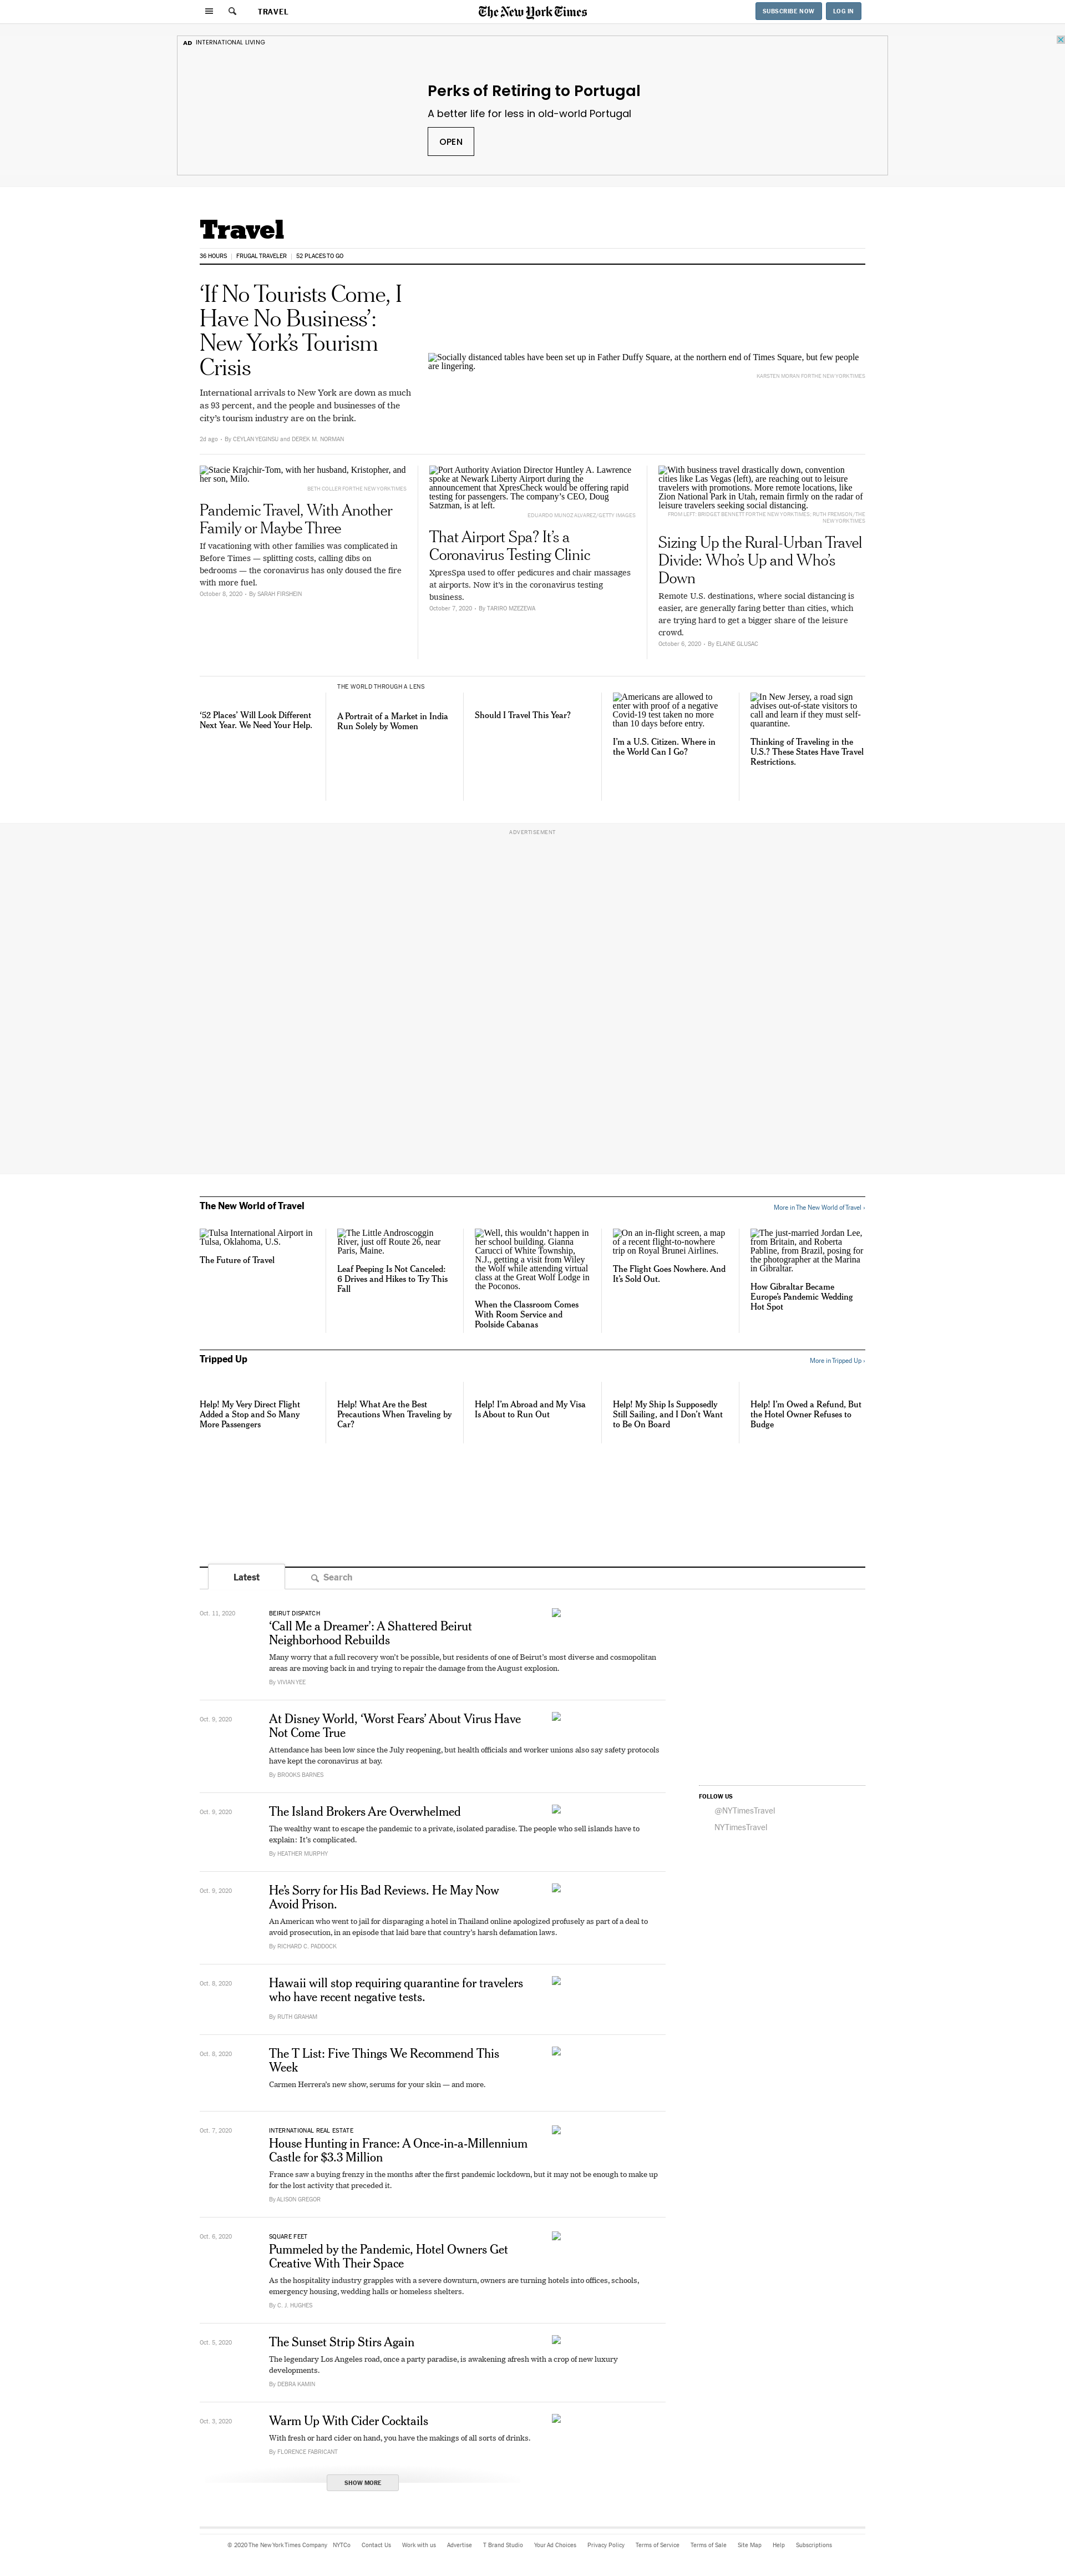 TRAVEL
The New York Times
SUBSCRIBE NOW
LOG IN
AD INTERNATIONAL LIVING
Perks of Retiring to Portugal
A better life for less in old-world Portugal
OPEN
Travel
36 HOURS
FRUGAL TRAVELER
52 PLACES TO GO
‘If No Tourists Come, I
Have No Business’:
New York’s Tourism
Crisis
International arrivals to New York are down as much
as 93 percent, and the people and businesses of the
city’s tourism industry are on the brink.
2d ago • By CEYLAN YEGINSU and DEREK M. NORMAN
Socially distanced tables have been set up in Father Duffy Square, at the northern end of Times Square, but few people
are lingering.
KARSTEN MORAN FOR THE NEW YORK TIMES
Stacie Krajchir-Tom, with her husband, Kristopher, and
her son, Milo.
BETH COLLER FOR THE NEW YORK TIMES
Pandemic Travel, With Another
Family or Maybe Three
If vacationing with other families was complicated in
Before Times — splitting costs, calling dibs on
bedrooms — the coronavirus has only doused the fire
with more fuel.
October 8, 2020 • By SARAH FIRSHEIN
Port Authority Aviation Director Huntley A. Lawrence
spoke at Newark Liberty Airport during the
announcement that XpresCheck would be offering rapid
testing for passengers. The company’s CEO, Doug
Satzman, is at left.
EDUARDO MUNOZ ALVAREZ/GETTY IMAGES
That Airport Spa? It’s a
Coronavirus Testing Clinic
XpresSpa used to offer pedicures and chair massages
at airports. Now it’s in the coronavirus testing
business.
October 7, 2020 • By TARIRO MZEZEWA
With business travel drastically down, convention
cities like Las Vegas (left), are reaching out to leisure
travelers with promotions. More remote locations, like
Zion National Park in Utah, remain firmly on the radar of
leisure travelers seeking social distancing.
FROM LEFT: BRIDGET BENNETT FOR THE NEW YORK TIMES; RUTH FREMSON/THE
NEW YORK TIMES
Sizing Up the Rural-Urban Travel
Divide: Who’s Up and Who’s
Down
Remote U.S. destinations, where social distancing is
easier, are generally faring better than cities, which
are trying hard to get a bigger share of the leisure
crowd.
October 6, 2020 • By ELAINE GLUSAC
‘52 Places’ Will Look Different
Next Year. We Need Your Help.
THE WORLD THROUGH A LENS
A Portrait of a Market in India
Run Solely by Women
Should I Travel This Year?
Americans are allowed to
enter with proof of a negative
Covid-19 test taken no more
than 10 days before entry.
I’m a U.S. Citizen. Where in
the World Can I Go?
In New Jersey, a road sign
advises out-of-state visitors to
call and learn if they must self-
quarantine.
Thinking of Traveling in the
U.S.? These States Have Travel
Restrictions.
ADVERTISEMENT
The New World of Travel
More in The New World of Travel ›
Tulsa International Airport in
Tulsa, Oklahoma, U.S.
The Future of Travel
The Little Androscoggin
River, just off Route 26, near
Paris, Maine.
Leaf Peeping Is Not Canceled:
6 Drives and Hikes to Try This
Fall
Well, this wouldn’t happen in
her school building. Gianna
Carucci of White Township,
N.J., getting a visit from Wiley
the Wolf while attending virtual
class at the Great Wolf Lodge in
the Poconos.
When the Classroom Comes
With Room Service and
Poolside Cabanas
On an in-flight screen, a map
of a recent flight-to-nowhere
trip on Royal Brunei Airlines.
The Flight Goes Nowhere. And
It’s Sold Out.
The just-married Jordan Lee,
from Britain, and Roberta
Pabline, from Brazil, posing for
the photographer at the Marina
in Gibraltar.
How Gibraltar Became
Europe’s Pandemic Wedding
Hot Spot
Tripped Up
More in Tripped Up ›
Help! My Very Direct Flight
Added a Stop and So Many
More Passengers
Help! What Are the Best
Precautions When Traveling by
Car?
Help! I’m Abroad and My Visa
Is About to Run Out
Help! My Ship Is Supposedly
Still Sailing, and I Don’t Want
to Be On Board
Help! I’m Owed a Refund, But
the Hotel Owner Refuses to
Budge
Latest
Search
Oct. 11, 2020
BEIRUT DISPATCH
‘Call Me a Dreamer’: A Shattered Beirut
Neighborhood Rebuilds
Many worry that a full recovery won’t be possible, but residents of one of Beirut’s most diverse and cosmopolitan
areas are moving back in and trying to repair the damage from the August explosion.
By VIVIAN YEE
Oct. 9, 2020
At Disney World, ‘Worst Fears’ About Virus Have
Not Come True
Attendance has been low since the July reopening, but health officials and worker unions also say safety protocols
have kept the coronavirus at bay.
By BROOKS BARNES
Oct. 9, 2020
The Island Brokers Are Overwhelmed
The wealthy want to escape the pandemic to a private, isolated paradise. The people who sell islands have to
explain: It’s complicated.
By HEATHER MURPHY
FOLLOW US
@NYTimesTravel
NYTimesTravel
Oct. 9, 2020
He’s Sorry for His Bad Reviews. He May Now
Avoid Prison.
An American who went to jail for disparaging a hotel in Thailand online apologized profusely as part of a deal to
avoid prosecution, in an episode that laid bare that country’s harsh defamation laws.
By RICHARD C. PADDOCK
Oct. 8, 2020
Hawaii will stop requiring quarantine for travelers
who have recent negative tests.
By RUTH GRAHAM
Oct. 8, 2020
The T List: Five Things We Recommend This
Week
Carmen Herrera’s new show, serums for your skin — and more.
Oct. 7, 2020
INTERNATIONAL REAL ESTATE
House Hunting in France: A Once-in-a-Millennium
Castle for $3.3 Million
France saw a buying frenzy in the months after the first pandemic lockdown, but it may not be enough to make up
for the lost activity that preceded it.
By ALISON GREGOR
Oct. 6, 2020
SQUARE FEET
Pummeled by the Pandemic, Hotel Owners Get
Creative With Their Space
As the hospitality industry grapples with a severe downturn, owners are turning hotels into offices, schools,
emergency housing, wedding halls or homeless shelters.
By C. J. HUGHES
Oct. 5, 2020
The Sunset Strip Stirs Again
The legendary Los Angeles road, once a party paradise, is awakening afresh with a crop of new luxury
developments.
By DEBRA KAMIN
Oct. 3, 2020
Warm Up With Cider Cocktails
With fresh or hard cider on hand, you have the makings of all sorts of drinks.
By FLORENCE FABRICANT
SHOW MORE
© 2020 The New York Times Company NYTCo Contact Us Work with us Advertise T Brand Studio Your Ad Choices Privacy Policy Terms of Service Terms of Sale Site Map Help Subscriptions